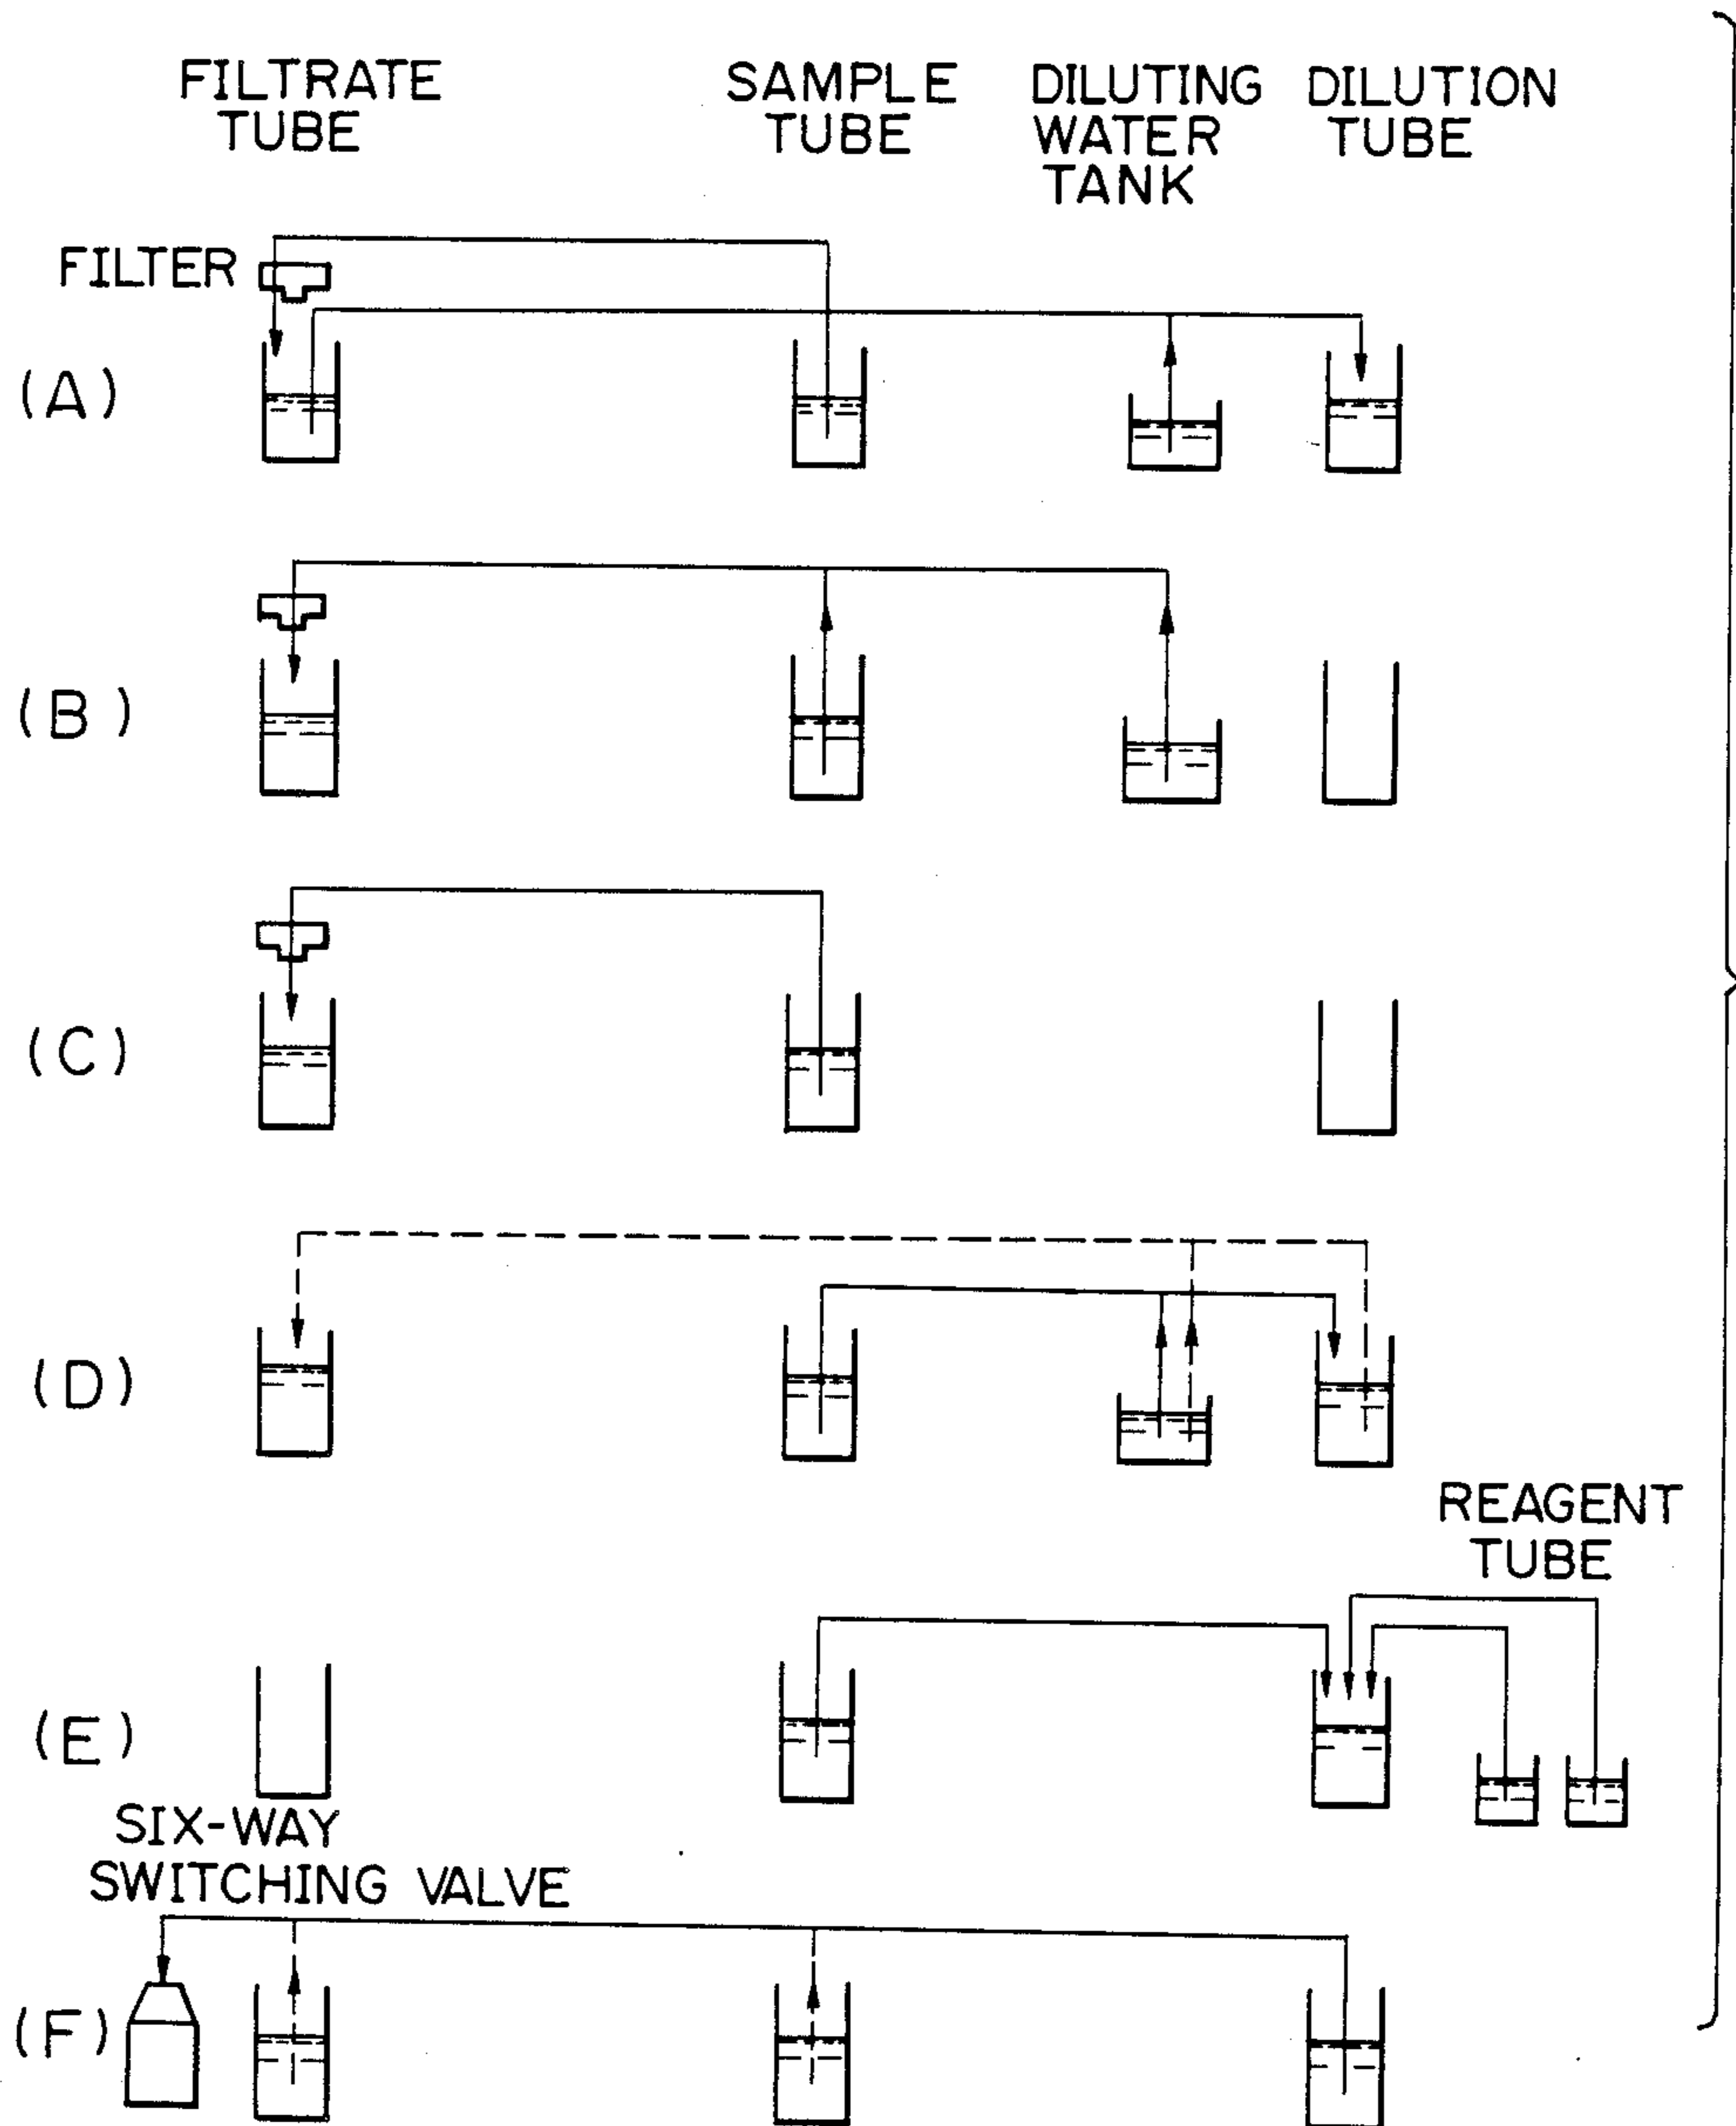 FILTRATE
TUBE
SAMPLE
TUBE
DILUTING
WATER
TANK
DILUTION
TUBE
FILTER
(A)
(B)
(C)
(D)
REAGENT
TUBE
(E)
SIX-WAY
SWITCHING VALVE
(F)